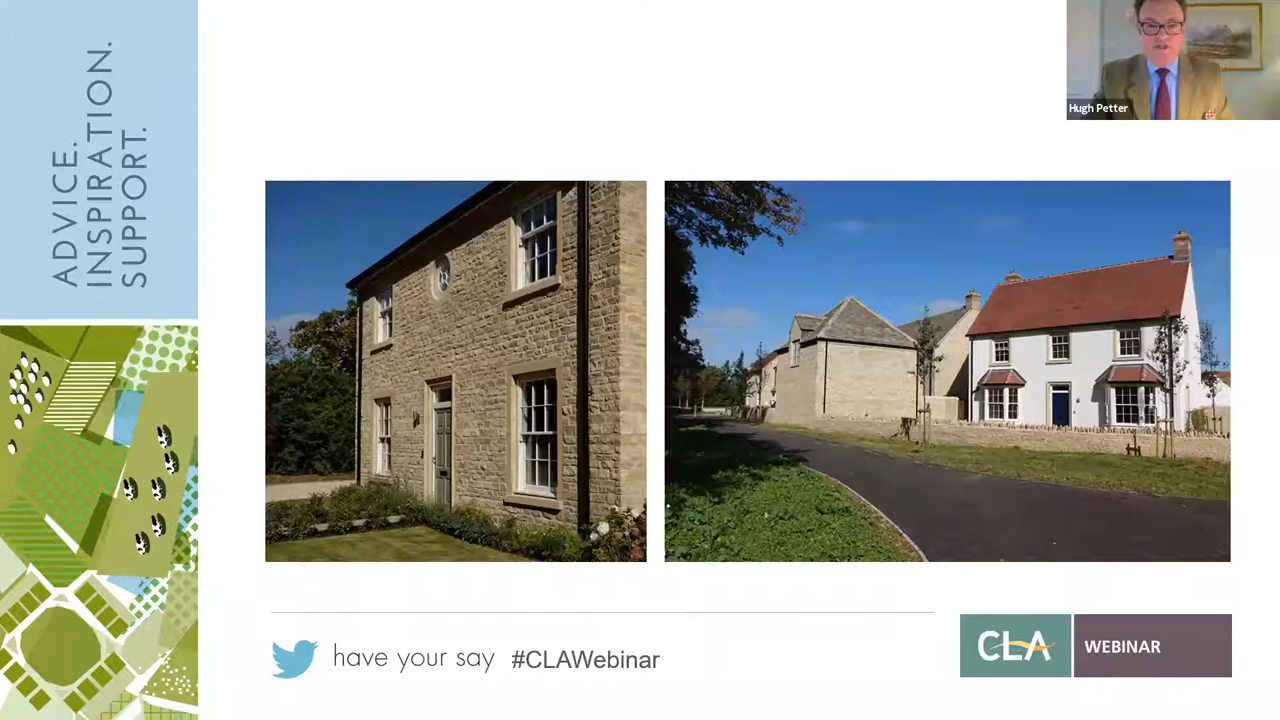 ADVICE.
INSPIRATION.
SUPPORT.
Hugh Petter
have your say #CLAWebinar
CLA WEBINAR